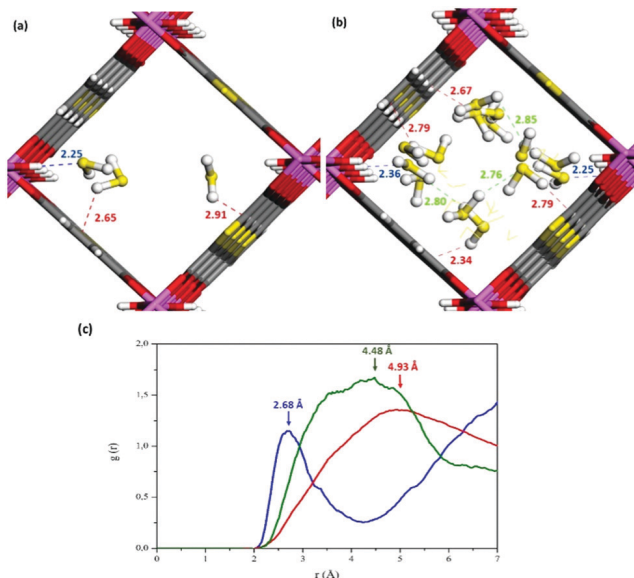 (a)
2.25
2.65
2.91
(b)
2.67
2.85
2.79
2.36
2.76
2.25
2.80
2.79
2.34
(c)
2,0
1,5
1,0
0,5
0,0
g (r)
2.68 Å
4.48 Å
4.93 Å
0 1 2 3 4 5 6 7
r (Å)